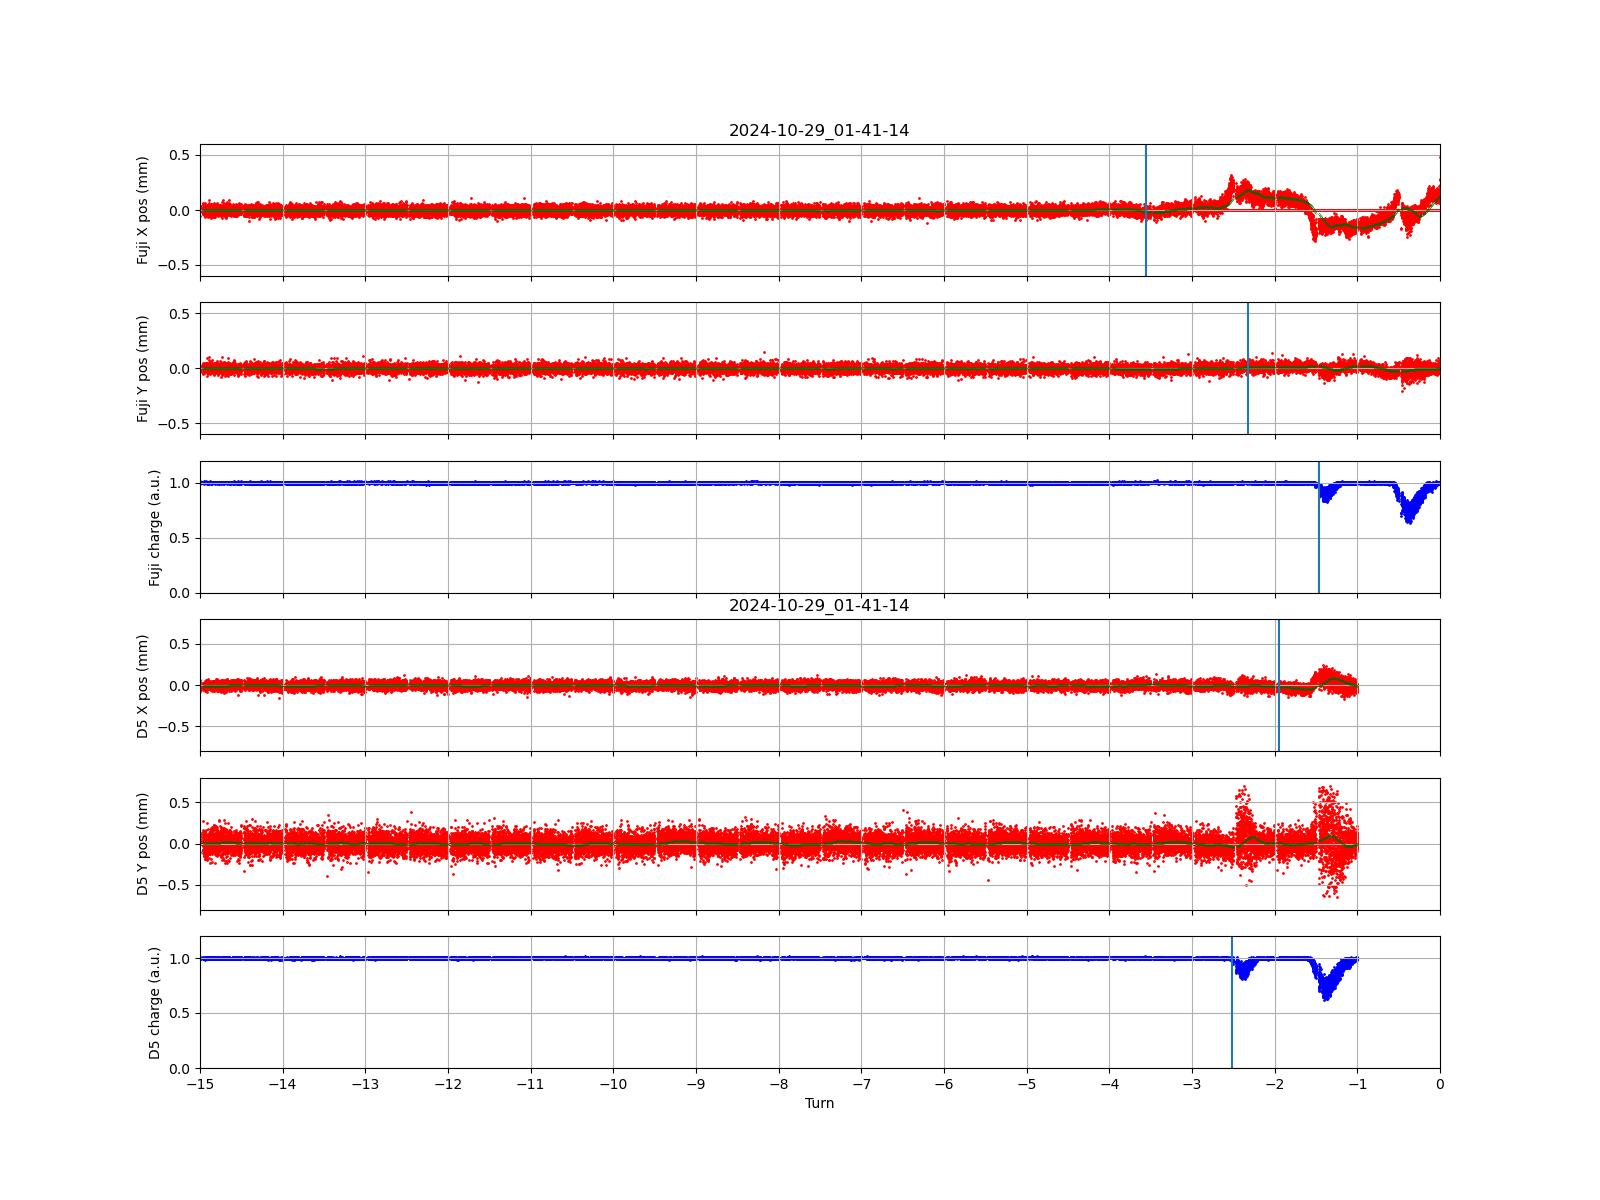 2024-10-29_01-41-14
Fuji X pos (mm)
0.5
0.0
−0.5
Fuji Y pos (mm)
0.5
0.0
−0.5
Fuji charge (a.u.)
1.0
0.5
0.0
2024-10-29_01-41-14
D5 X pos (mm)
0.5
0.0
−0.5
D5 Y pos (mm)
0.5
0.0
−0.5
D5 charge (a.u.)
1.0
0.5
0.0
−15 −14 −13 −12 −11 −10 −9 −8 −7 −6 −5 −4 −3 −2 −1 0
Turn